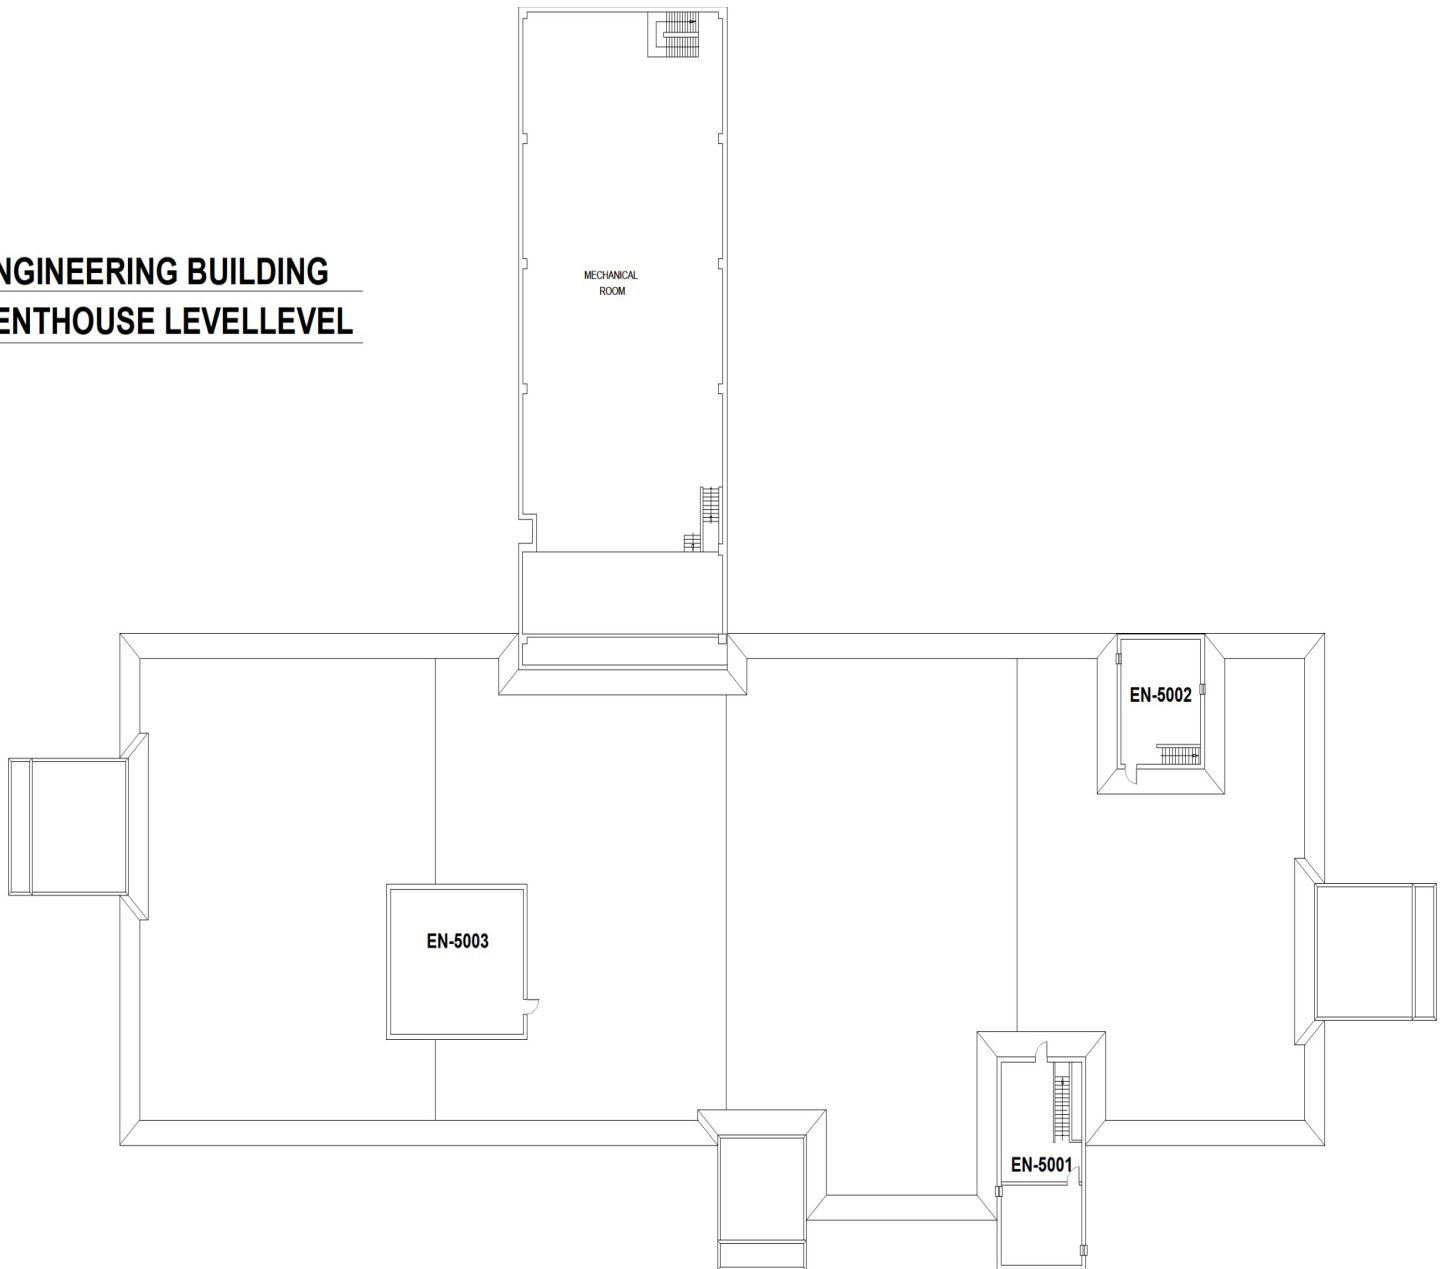 NGINEERING BUILDING
ENTHOUSE LEVELLEVEL
MECHANICAL
ROOM
EN-5002
EN-5003
EN-5001